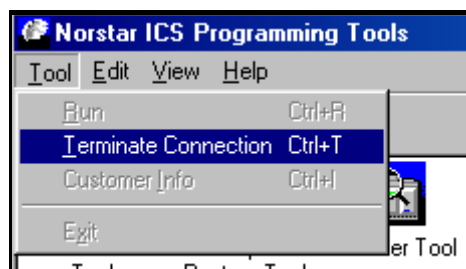 Norstar ICS Programming Tools
Tool Edit View Help
Run Ctrl+R
Terminate Connection Ctrl+T
Customer Info Ctrl+I
Exit
er Tool